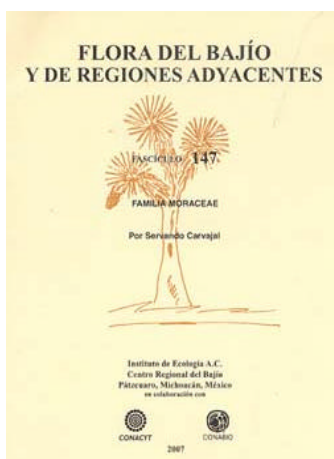 FLORA DEL BAJÍO
Y DE REGIONES ADYACENTES
FASCÍCULO 147
FAMILIA MORACEAE
Por Servando Carvajal
Instituto de Ecología A.C.
Centro Regional del Bajío
Pátzcuaro, Michoacán, México
en colaboración con
CONACYT CONABIO
2007